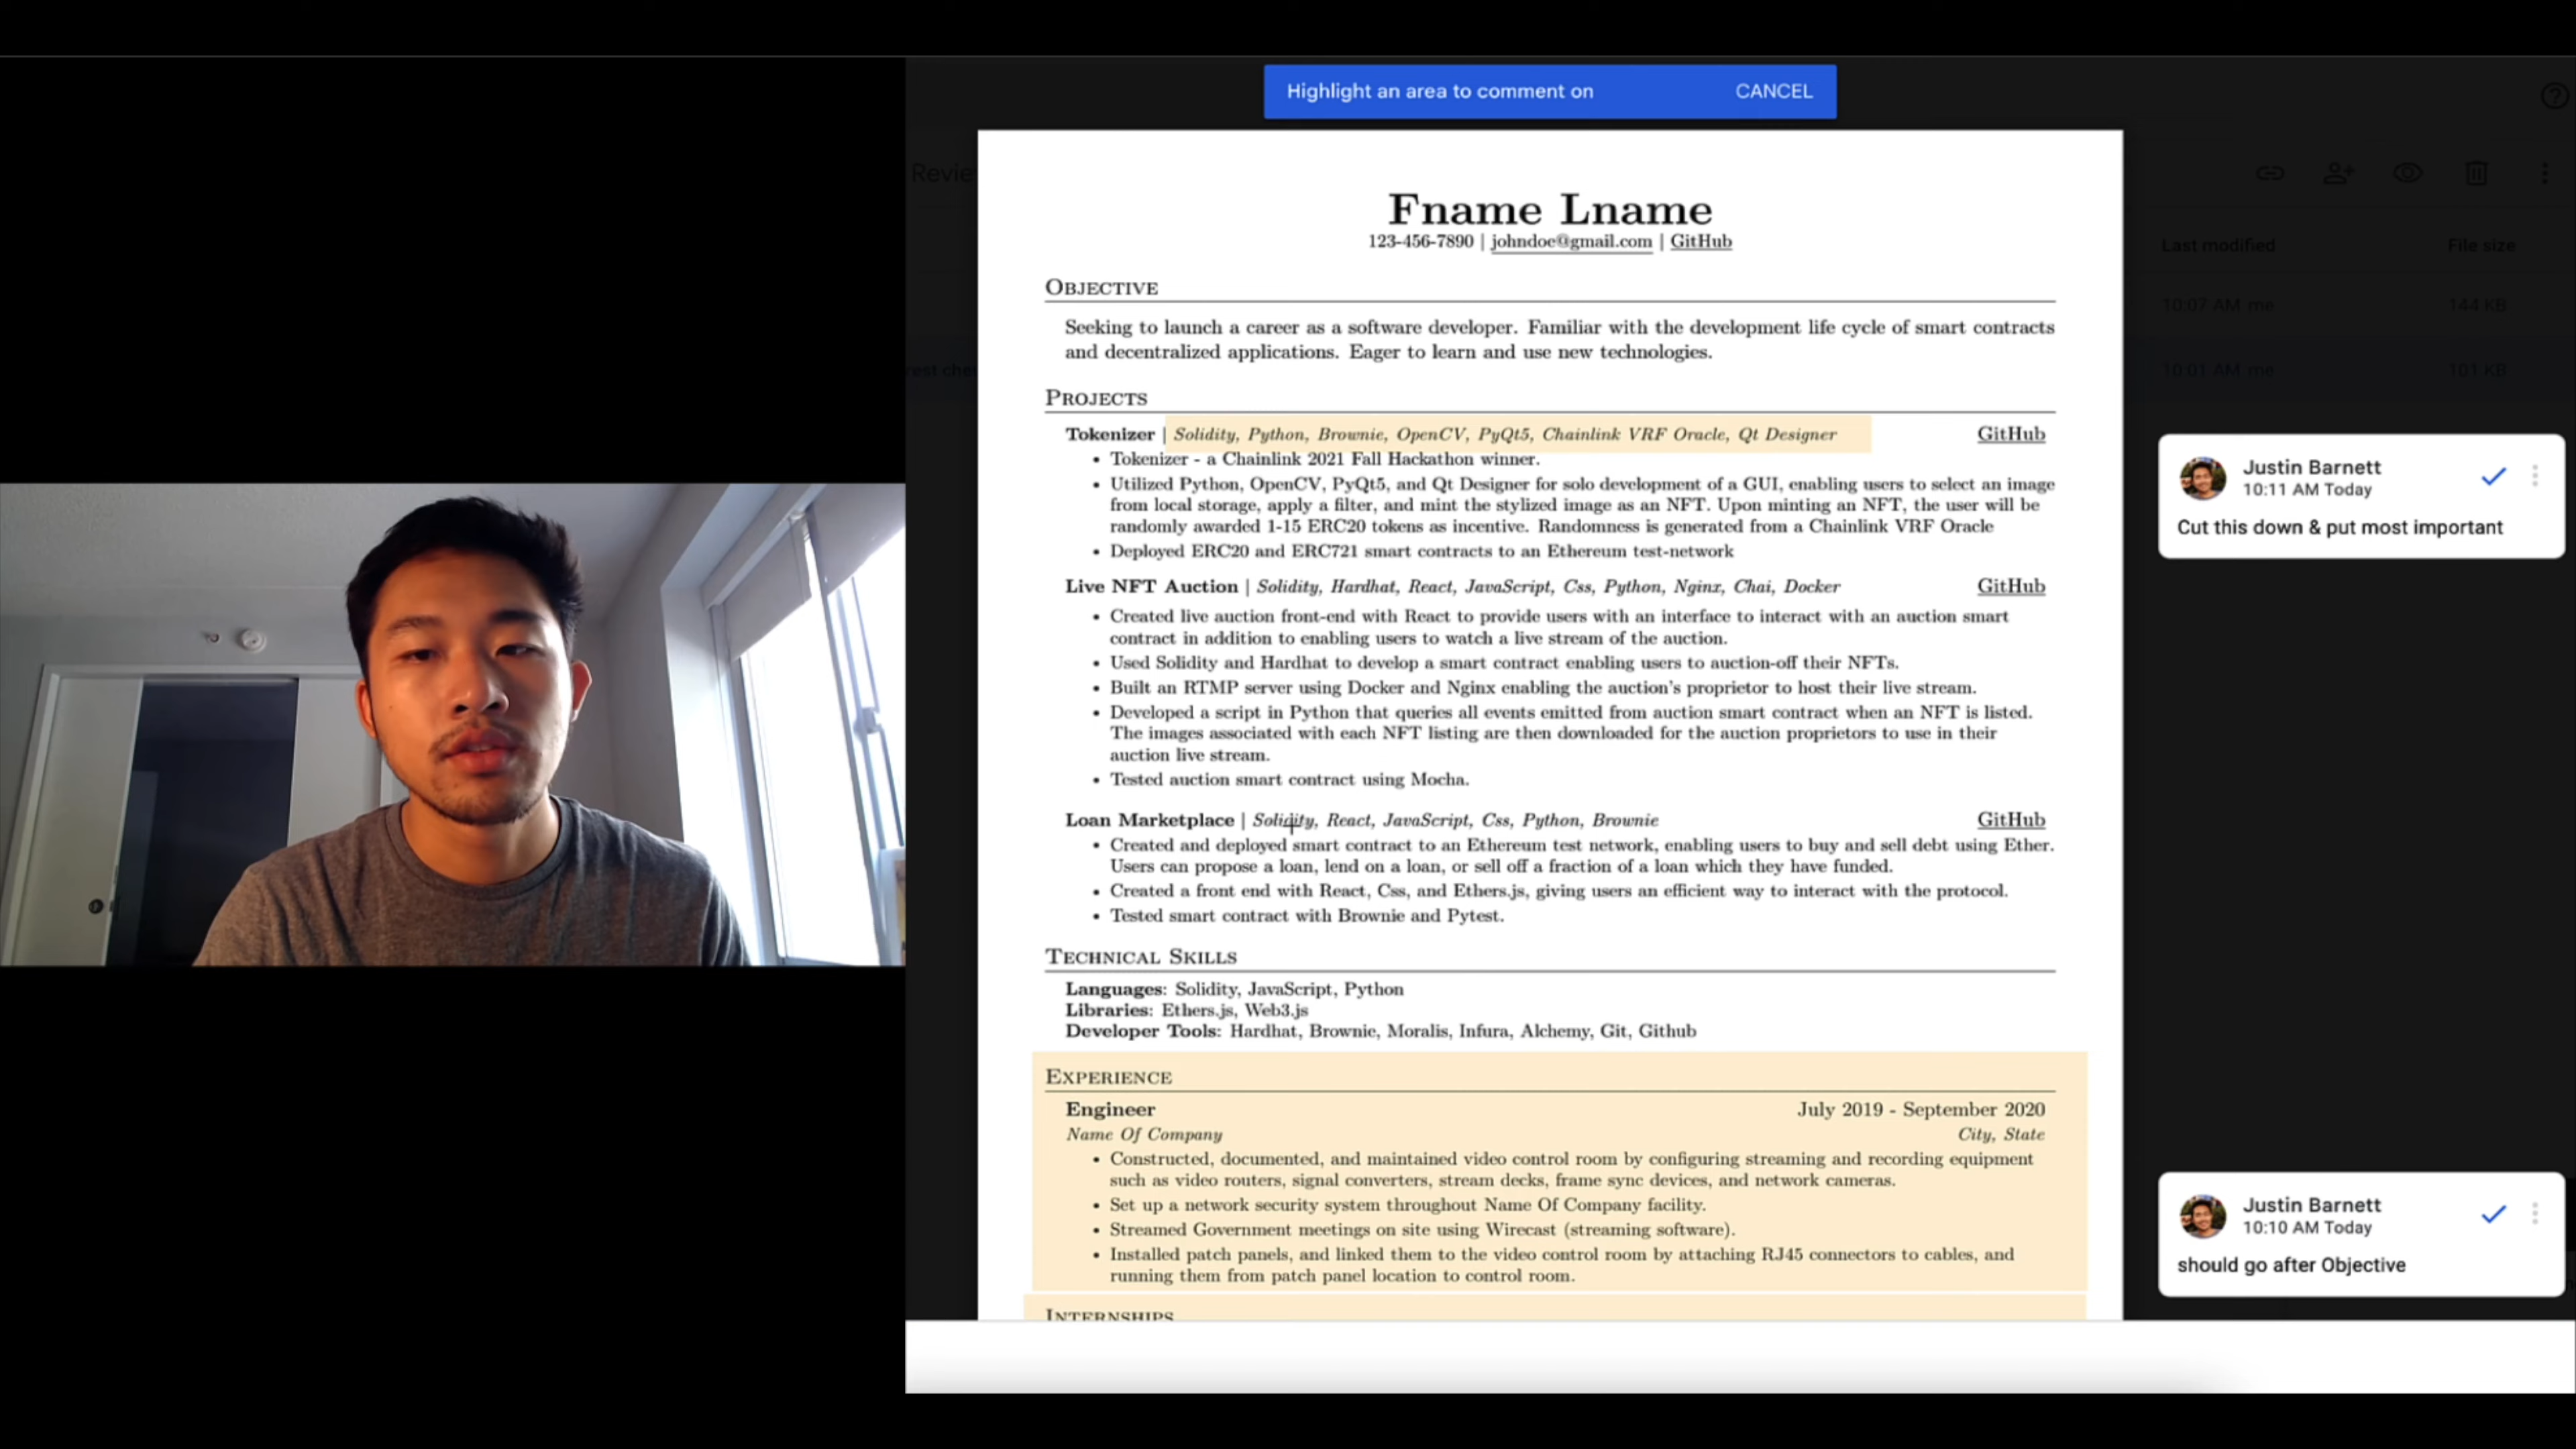 Highlight an area to comment on CANCEL
Revie
Last modified File size
10:07 AM me 144 KB
rest che
10:01 AM me 101 KB
Fname Lname
123-456-7890 | johndoe@gmail.com | GitHub
OBJECTIVE
Seeking to launch a career as a software developer. Familiar with the development life cycle of smart contracts
and decentralized applications. Eager to learn and use new technologies.
PROJECTS
Tokenizer | Solidity, Python, Brownie, OpenCV, PyQt5, Chainlink VRF Oracle, Qt Designer GitHub
• Tokenizer - a Chainlink 2021 Fall Hackathon winner.
• Utilized Python, OpenCV, PyQt5, and Qt Designer for solo development of a GUI, enabling users to select an image
from local storage, apply a filter, and mint the stylized image as an NFT. Upon minting an NFT, the user will be
randomly awarded 1-15 ERC20 tokens as incentive. Randomness is generated from a Chainlink VRF Oracle
• Deployed ERC20 and ERC721 smart contracts to an Ethereum test-network
Live NFT Auction | Solidity, Hardhat, React, JavaScript, Css, Python, Nginx, Chai, Docker GitHub
• Created live auction front-end with React to provide users with an interface to interact with an auction smart
contract in addition to enabling users to watch a live stream of the auction.
• Used Solidity and Hardhat to develop a smart contract enabling users to auction-off their NFTs.
• Built an RTMP server using Docker and Nginx enabling the auction's proprietor to host their live stream.
• Developed a script in Python that queries all events emitted from auction smart contract when an NFT is listed.
The images associated with each NFT listing are then downloaded for the auction proprietors to use in their
auction live stream.
• Tested auction smart contract using Mocha.
Loan Marketplace | Solidity, React, JavaScript, Css, Python, Brownie GitHub
• Created and deployed smart contract to an Ethereum test network, enabling users to buy and sell debt using Ether.
Users can propose a loan, lend on a loan, or sell off a fraction of a loan which they have funded.
• Created a front end with React, Css, and Ethers.js, giving users an efficient way to interact with the protocol.
• Tested smart contract with Brownie and Pytest.
TECHNICAL SKILLS
Languages: Solidity, JavaScript, Python
Libraries: Ethers.js, Web3.js
Developer Tools: Hardhat, Brownie, Moralis, Infura, Alchemy, Git, Github
EXPERIENCE
Engineer July 2019 - September 2020
Name Of Company City, State
• Constructed, documented, and maintained video control room by configuring streaming and recording equipment
such as video routers, signal converters, stream decks, frame sync devices, and network cameras.
• Set up a network security system throughout Name Of Company facility.
• Streamed Government meetings on site using Wirecast (streaming software).
• Installed patch panels, and linked them to the video control room by attaching RJ45 connectors to cables, and
running them from patch panel location to control room.
INTERNSHIPS
Justin Barnett
10:11 AM Today
Cut this down & put most important
Justin Barnett
10:10 AM Today
should go after Objective